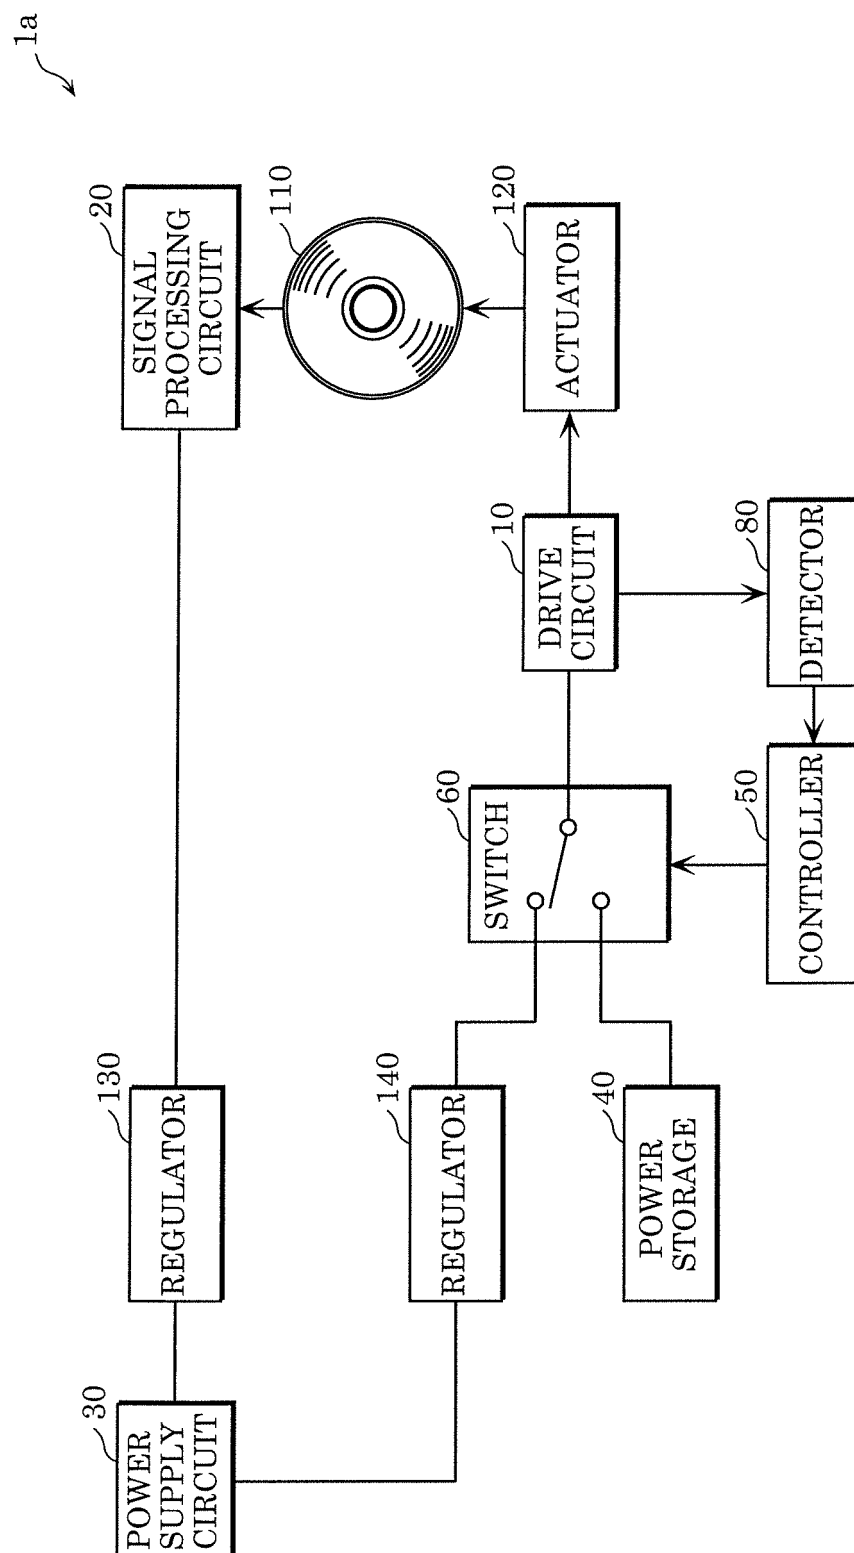 1a
30
POWER
SUPPLY
CIRCUIT
130
REGULATOR
20
SIGNAL
PROCESSING
CIRCUIT
110
140
REGULATOR
60
SWITCH
10
DRIVE
CIRCUIT
120
ACTUATOR
40
POWER
STORAGE
50
CONTROLLER
80
DETECTOR